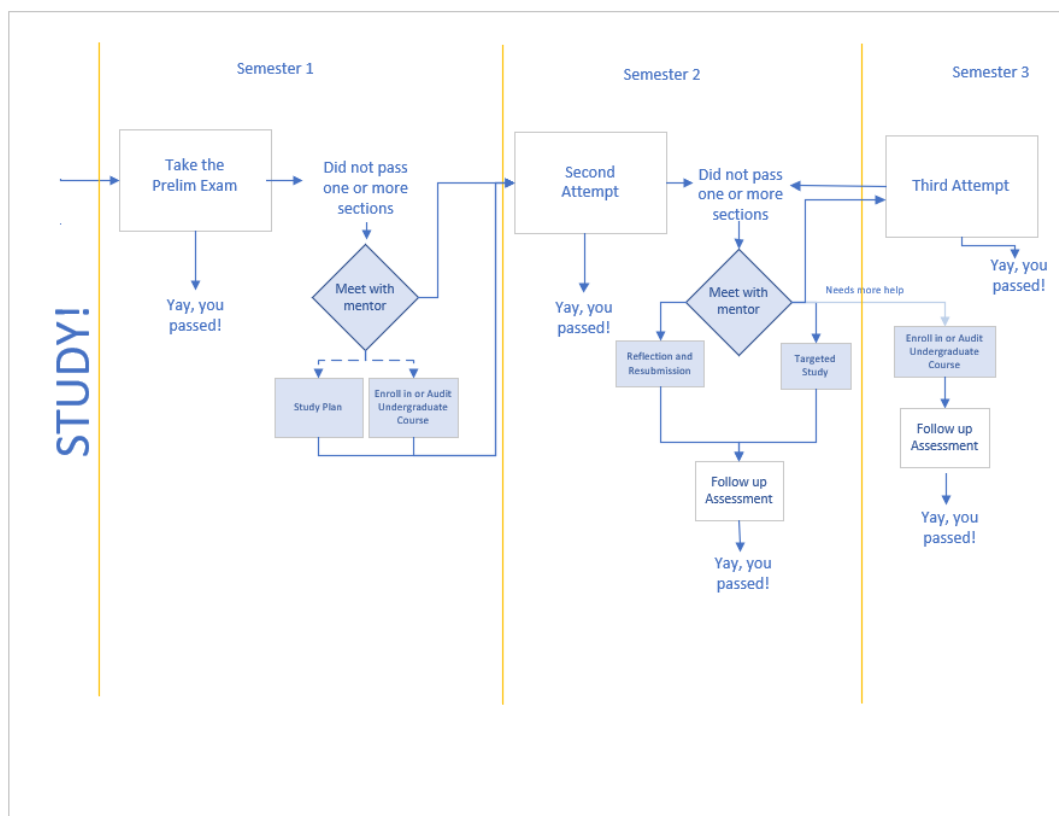 STUDY!
Semester 1
Take the
Prelim Exam
Did not pass
one or more
sections
Yay, you
passed!
Meet with
mentor
Study Plan
Enroll in or Audit
Undergraduate
Course
Semester 2
Second
Attempt
Did not pass
one or more
sections
Yay, you
passed!
Meet with
mentor
Reflection and
Resubmission
Targeted
Study
Follow up
Assessment
Yay, you
passed!
Semester 3
Third Attempt
Yay, you
passed!
Needs more help
Enroll in or Audit
Undergraduate
Course
Follow up
Assessment
Yay, you
passed!